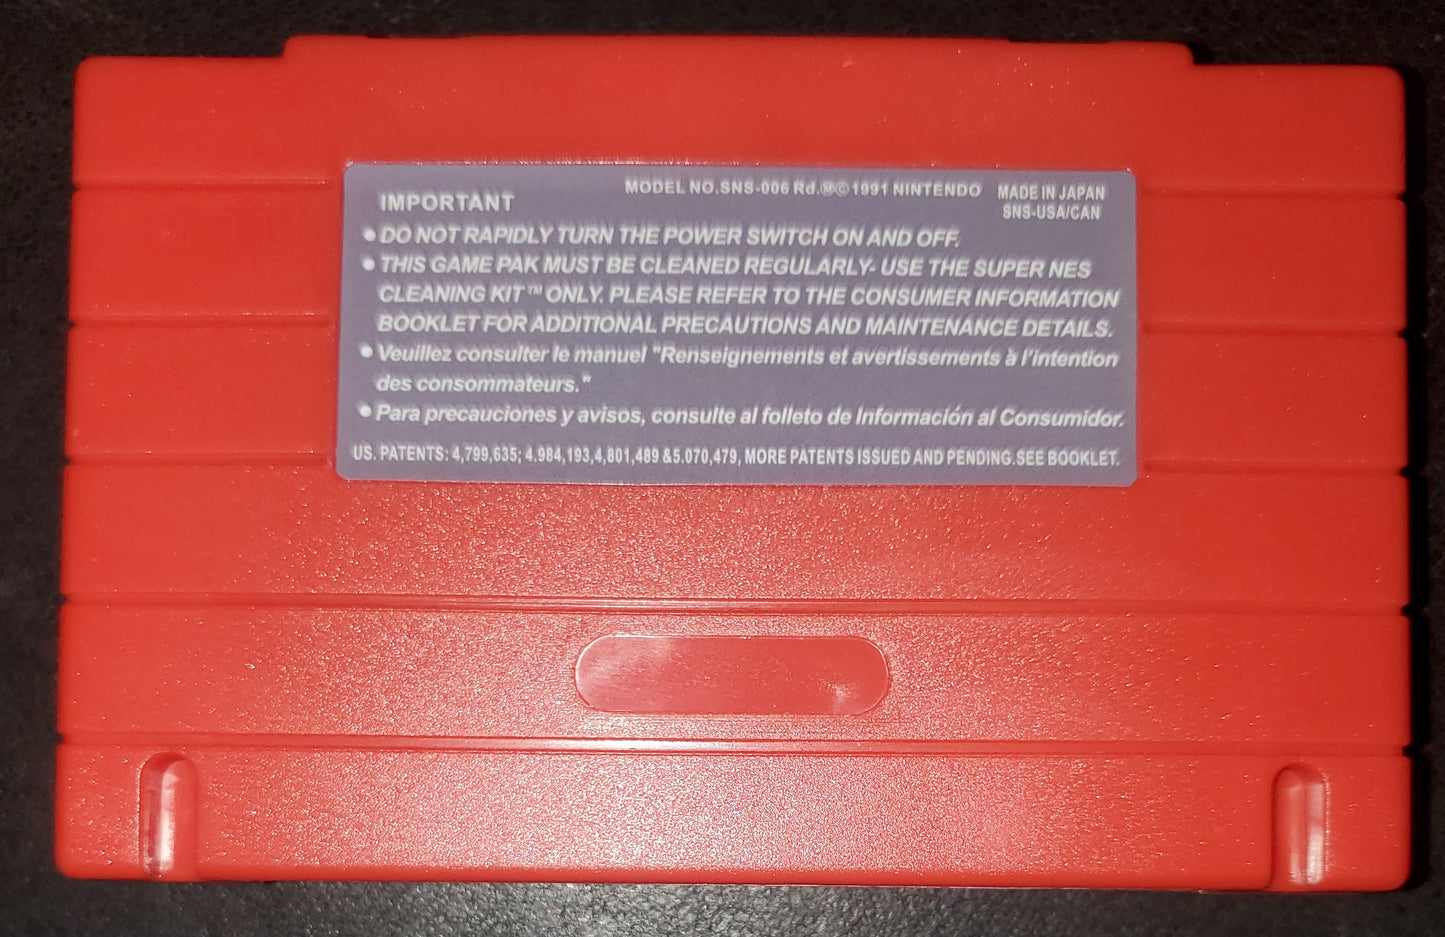 MODEL NO.SNS-006 Rd.Ⓜ©1991 NINTENDO MADE IN JAPAN
IMPORTANT SNS-USA/CAN
● DO NOT RAPIDLY TURN THE POWER SWITCH ON AND OFF.
● THIS GAME PAK MUST BE CLEANED REGULARLY- USE THE SUPER NES
CLEANING KIT™ ONLY. PLEASE REFER TO THE CONSUMER INFORMATION
BOOKLET FOR ADDITIONAL PRECAUTIONS AND MAINTENANCE DETAILS.
● Veuillez consulter le manuel "Renseignements et avertissements à l'intention
des consommateurs."
● Para precauciones y avisos, consulte al folleto de Información al Consumidor.
US. PATENTS: 4,799,635; 4.984,193,4,801,489 &5.070,479, MORE PATENTS ISSUED AND PENDING.SEE BOOKLET.